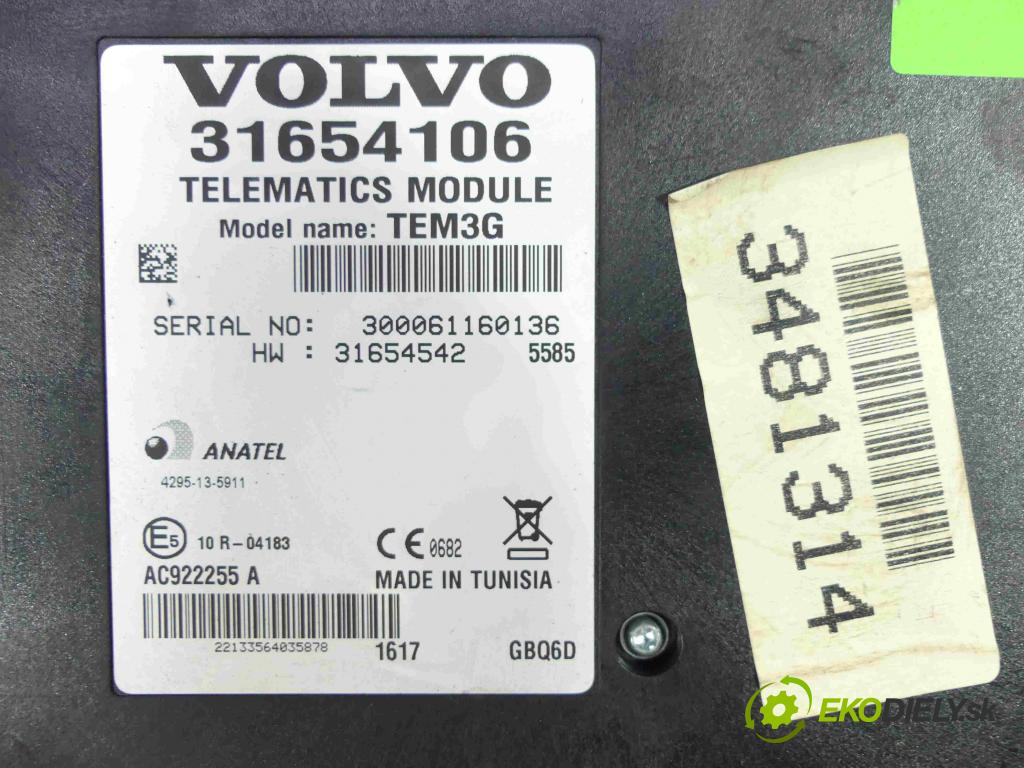 VOLVO
31654106
TELEMATICS MODULE
Model name: TEM3G
SERIAL NO: 300061160136
HW : 31654542 5585
ANATEL
4295-13-5911
E5 10 R-04183
CE 0682
AC922255 A
MADE IN TUNISIA
22133564035878
1617
GBQ6D
3481314
EKODIELY.sk